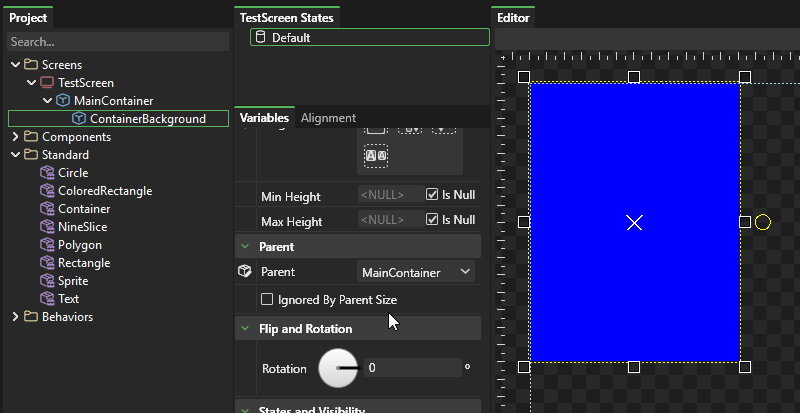 Project
Search...
Screens
TestScreen
MainContainer
ContainerBackground
Components
Standard
Circle
ColoredRectangle
Container
NineSlice
Polygon
Rectangle
Sprite
Text
Behaviors
TestScreen States
Default
Variables Alignment
Min Height <NULL> Is Null
Max Height <NULL> Is Null
Parent
Parent MainContainer
Ignored By Parent Size
Flip and Rotation
Rotation 0 º
States and Visibility
Editor